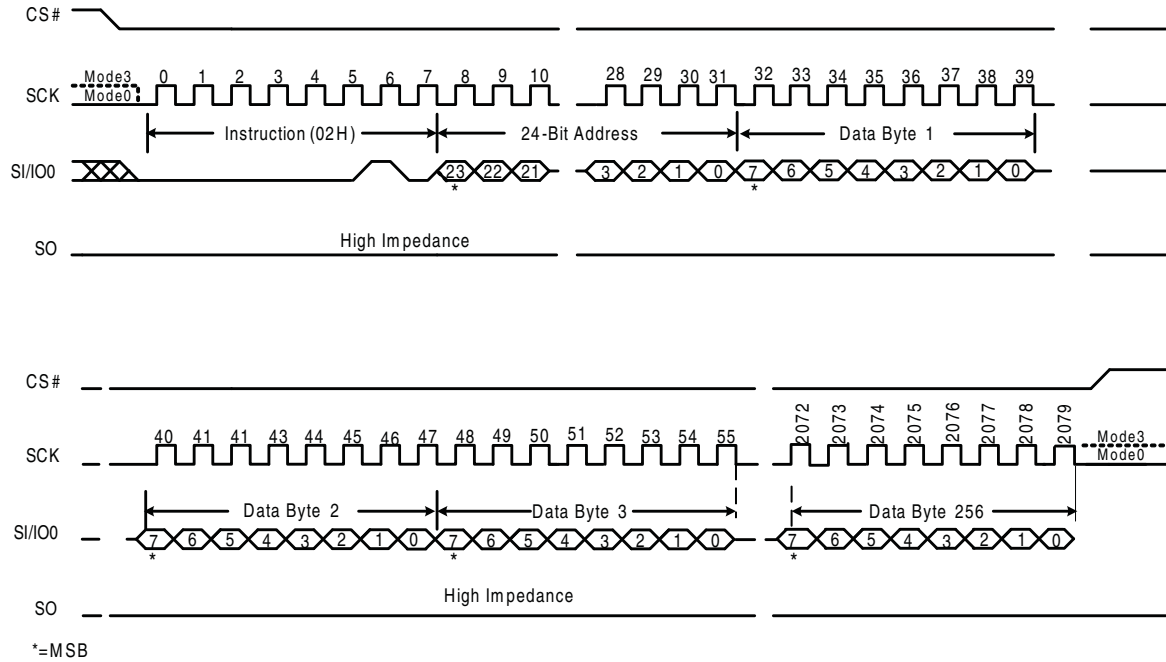 CS#
Mode3
0 1 2 3 4 5 6 7 8 9 10 28 29 30 31 32 33 34 35 36 37 38 39
SCK
Mode0
Instruction (02H) 24-Bit Address Data Byte 1
SI/IO0 23 22 21 3 2 1 0 7 6 5 4 3 2 1 0
* *
High Impedance
SO
CS#
40 41 41 43 44 45 46 47 48 49 50 51 52 53 54 55 2072 2073 2074 2075 2076 2077 2078 2079
Mode3
SCK
Mode0
Data Byte 2 Data Byte 3 Data Byte 256
SI/IO0 7 6 5 4 3 2 1 0 7 6 5 4 3 2 1 0 7 6 5 4 3 2 1 0
* * *
High Impedance
SO
*=MSB